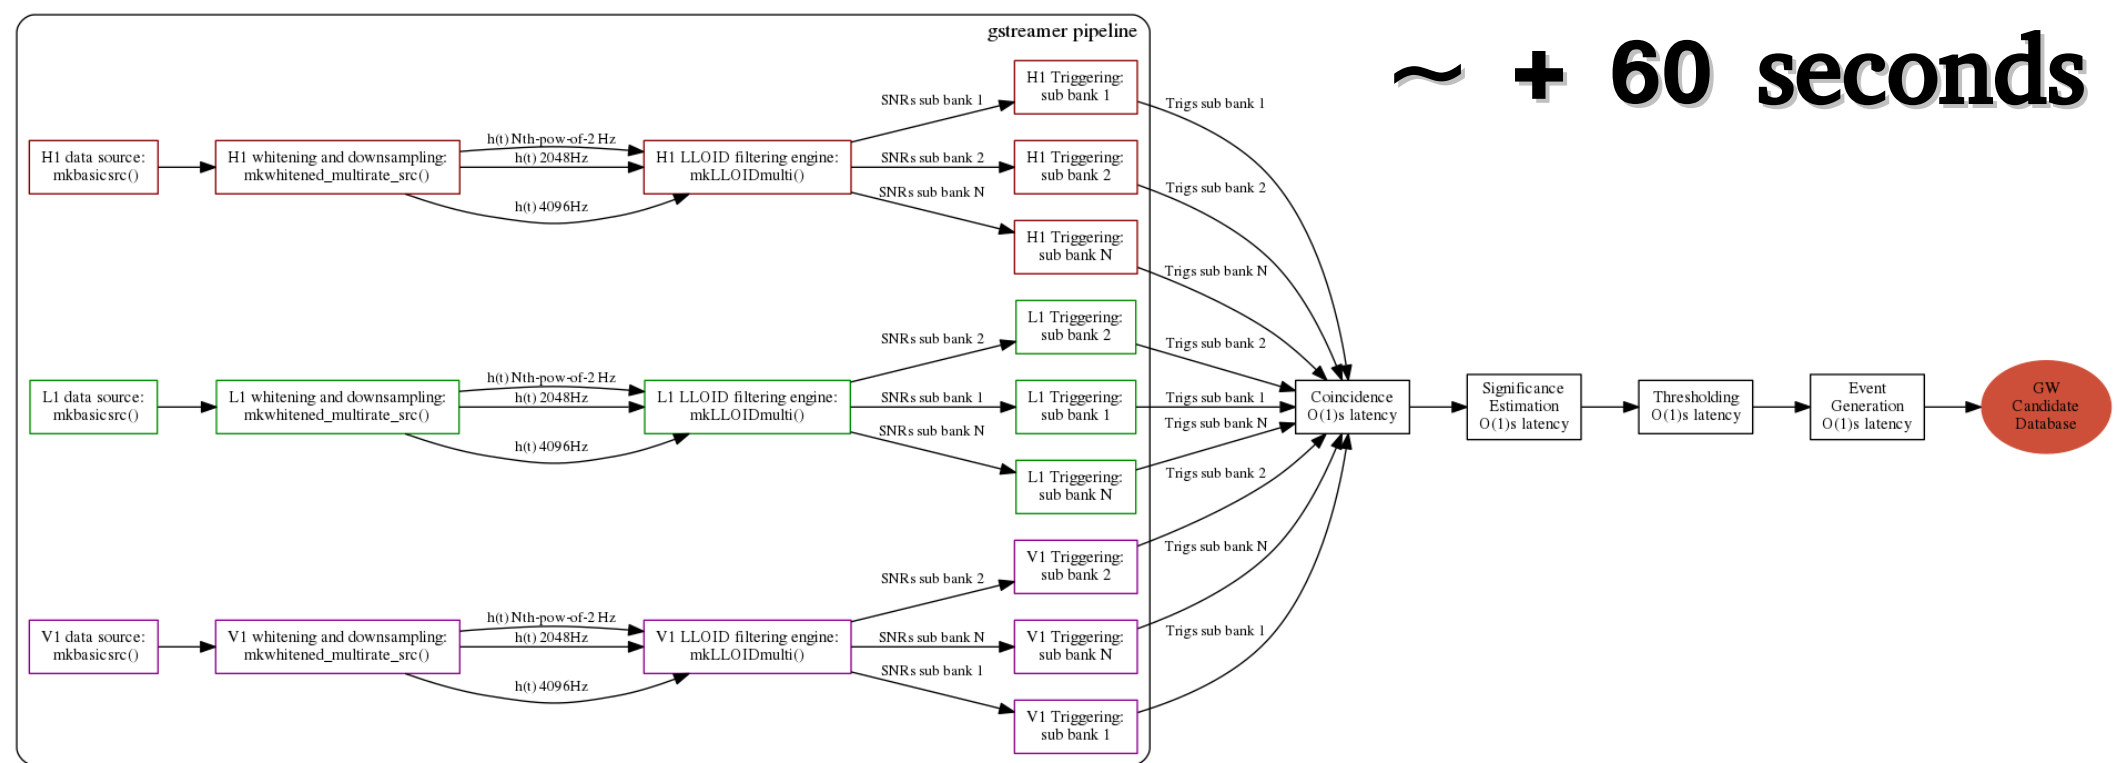 gstreamer pipeline
~ + 60 seconds
H1 data source:
mkbasicsrc()
H1 whitening and downsampling:
mkwhitened_multirate_src()
h(t) Nth-pow-of-2 Hz
h(t) 2048Hz
h(t) 4096Hz
H1 LLOID filtering engine:
mkLLOIDmulti()
SNRs sub bank 1
SNRs sub bank 2
SNRs sub bank N
H1 Triggering:
sub bank 1
H1 Triggering:
sub bank 2
H1 Triggering:
sub bank N
Trigs sub bank 1
Trigs sub bank 2
Trigs sub bank N
L1 data source:
mkbasicsrc()
L1 whitening and downsampling:
mkwhitened_multirate_src()
h(t) Nth-pow-of-2 Hz
h(t) 2048Hz
h(t) 4096Hz
L1 LLOID filtering engine:
mkLLOIDmulti()
SNRs sub bank 2
SNRs sub bank 1
SNRs sub bank N
L1 Triggering:
sub bank 2
L1 Triggering:
sub bank 1
L1 Triggering:
sub bank N
Trigs sub bank 2
Trigs sub bank 1
Trigs sub bank N
V1 data source:
mkbasicsrc()
V1 whitening and downsampling:
mkwhitened_multirate_src()
h(t) Nth-pow-of-2 Hz
h(t) 2048Hz
h(t) 4096Hz
V1 LLOID filtering engine:
mkLLOIDmulti()
SNRs sub bank 2
SNRs sub bank N
SNRs sub bank 1
V1 Triggering:
sub bank 2
V1 Triggering:
sub bank N
V1 Triggering:
sub bank 1
Trigs sub bank 2
Trigs sub bank N
Trigs sub bank 1
Coincidence
O(1)s latency
Significance
Estimation
O(1)s latency
Thresholding
O(1)s latency
Event
Generation
O(1)s latency
GW
Candidate
Database